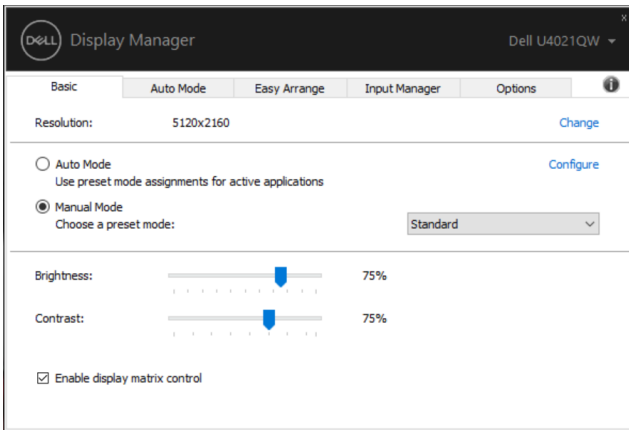 DELL Display Manager
Dell U4021QW
x
Basic Auto Mode Easy Arrange Input Manager Options i
Resolution: 5120x2160 Change
Auto Mode Configure
Use preset mode assignments for active applications
Manual Mode
Choose a preset mode: Standard
Brightness: 75%
Contrast: 75%
Enable display matrix control